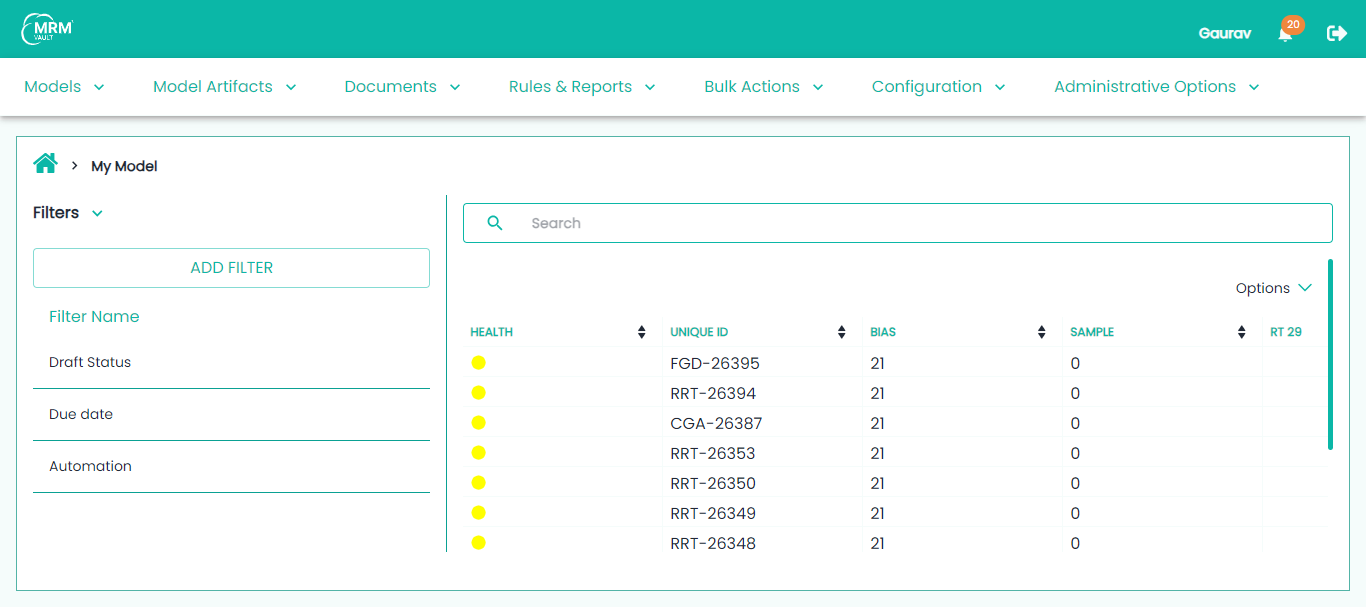 MRM
VAULT
Gaurav
20
Models
Model Artifacts
Documents
Rules & Reports
Bulk Actions
Configuration
Administrative Options
My Model
Filters
ADD FILTER
Filter Name
Draft Status
Due date
Automation
Search
Options
HEALTH UNIQUE ID BIAS SAMPLE RT 29
FGD-26395 21 0
RRT-26394 21 0
CGA-26387 21 0
RRT-26353 21 0
RRT-26350 21 0
RRT-26349 21 0
RRT-26348 21 0